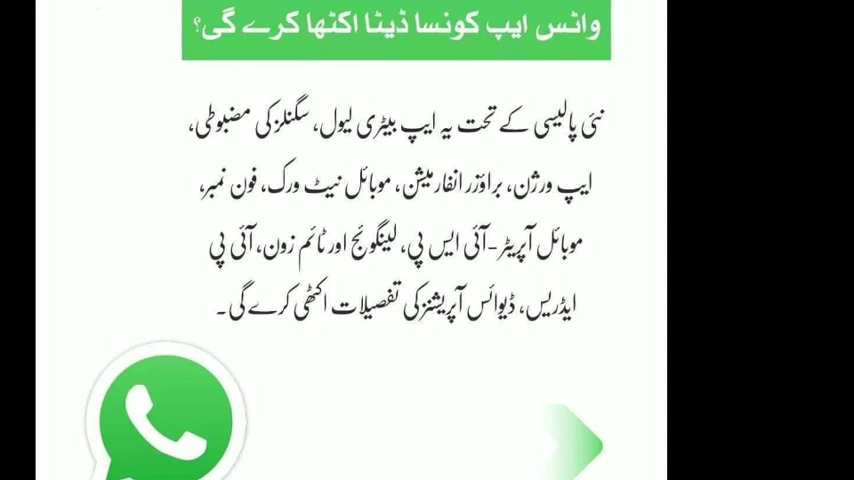 واٹس ایپ کونسا ڈیٹا اکٹھا کرے گی؟
نئی پالیسی کے تحت یہ ایپ بیٹری لیول، سگنلز کی مضبوطی،
ایپ ورژن، براؤزر انفارمیشن، موبائل نیٹ ورک، فون نمبر،
موبائل آپریٹر-آئی ایس پی، لینگوئج اور ٹائم زون، آئی پی
ایڈریس، ڈیوائس آپریشنز کی تفصیلات اکٹھی کرے گی۔